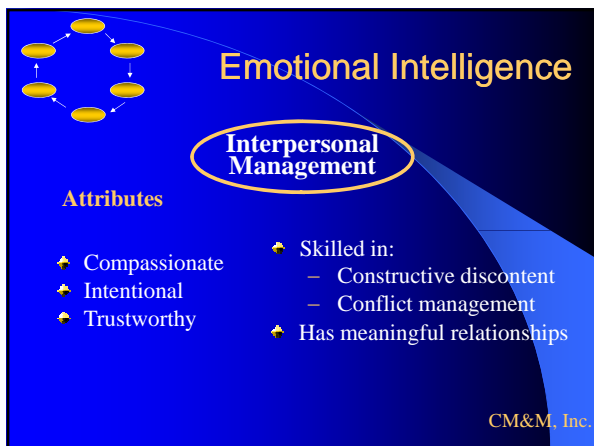 Emotional Intelligence
Interpersonal
Management
Attributes
Compassionate
Intentional
Trustworthy
Skilled in:
– Constructive discontent
– Conflict management
Has meaningful relationships
CM&M, Inc.